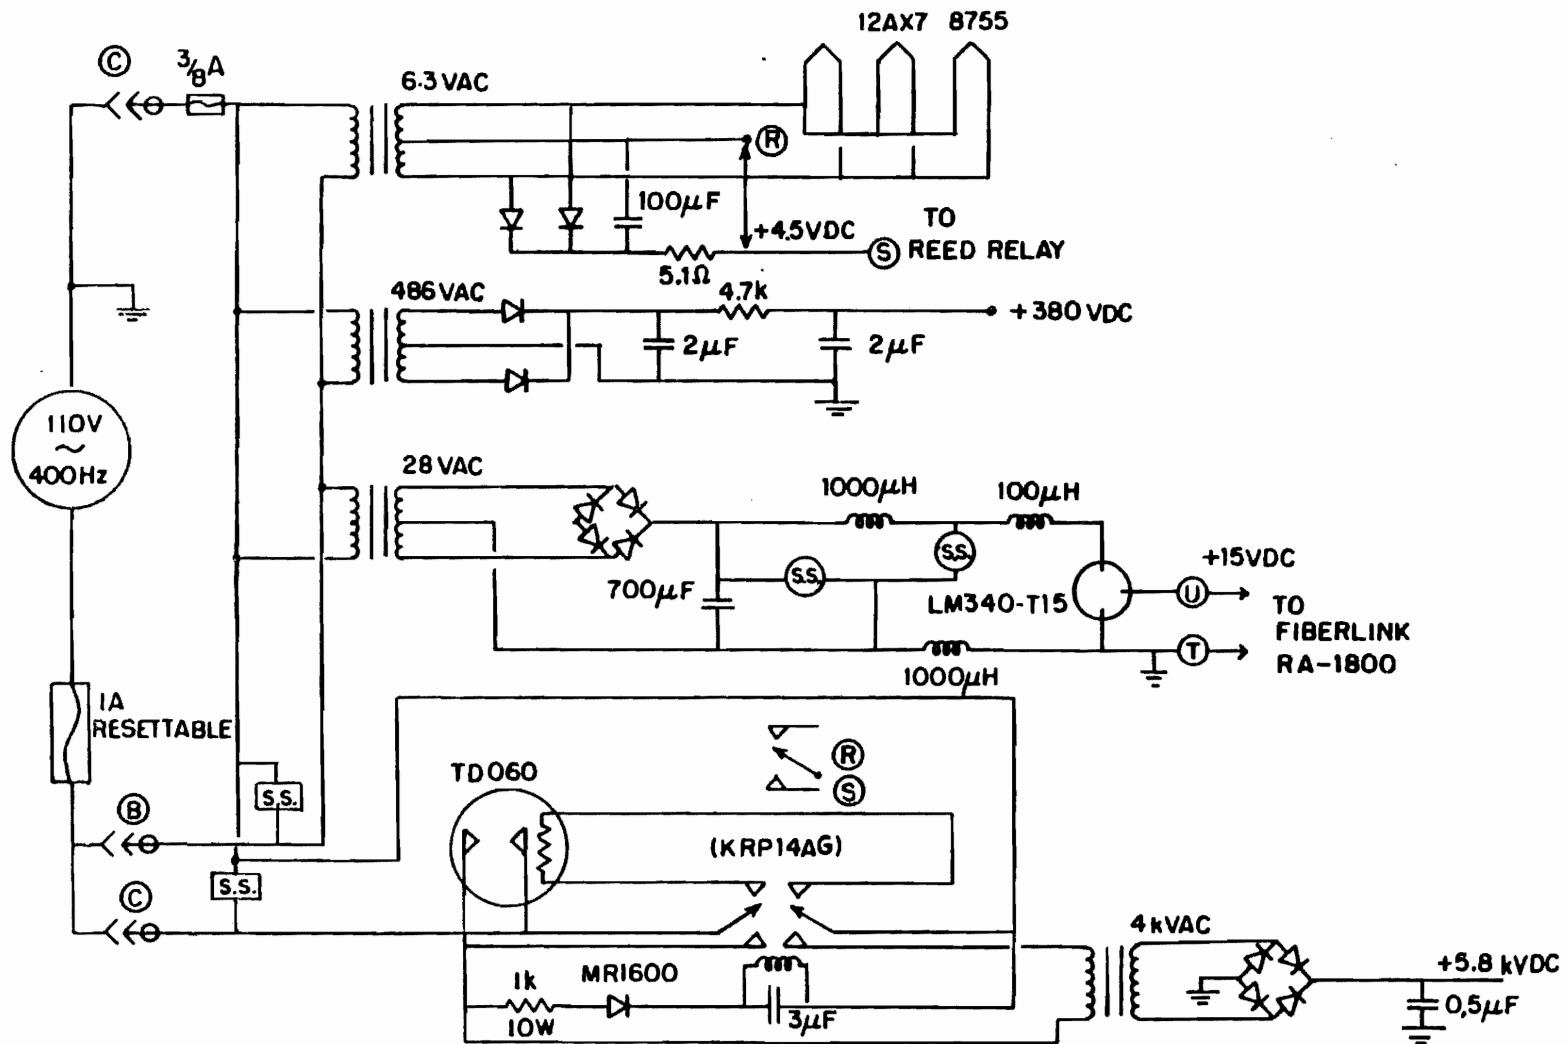 12AX7 8755
Ⓒ
3/8A
6.3 VAC
Ⓡ
100µF
+4.5VDC
Ⓢ
TO
REED RELAY
5.1Ω
486 VAC
4.7k
+380 VDC
2µF
2µF
110V
~
400Hz
28 VAC
1000µH
100µH
S.S.
S.S.
+15VDC
700µF
LM340-T15
Ⓤ
TO
FIBERLINK
RA-1800
Ⓣ
1000µH
1A
RESETTABLE
TD060
Ⓡ
Ⓢ
S.S.
Ⓑ
(KRP14AG)
S.S.
Ⓒ
4 kVAC
+5.8 kVDC
1k
MR1600
10W
3µF
0,5µF